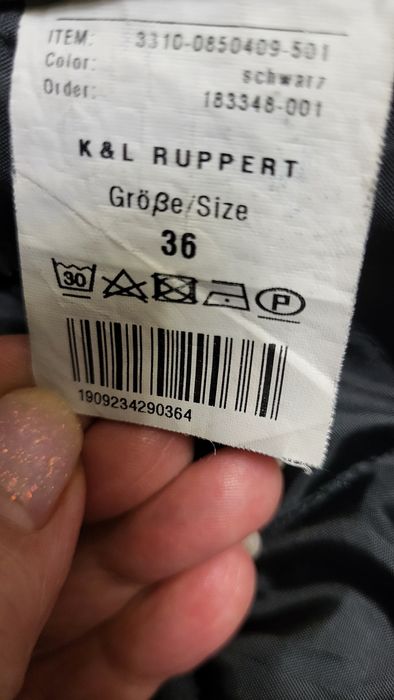 ITEM: 3310-0850409-501
Color: schwarz
Order: 183348-001
K & L RUPPERT
Größe/Size
36
30
P
1909234290364